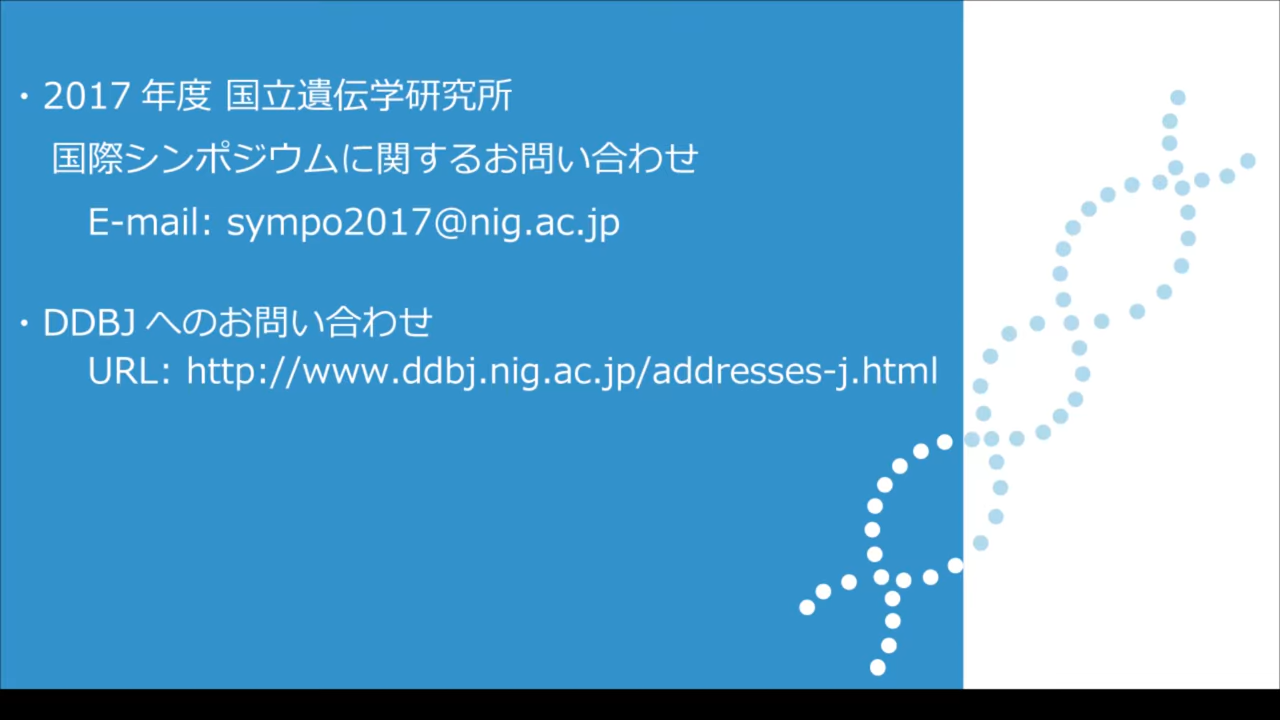 ・2017 年度 国立遺伝学研究所
国際シンポジウムに関するお問い合わせ
E-mail: sympo2017@nig.ac.jp
・DDBJ へのお問い合わせ
URL: http://www.ddbj.nig.ac.jp/addresses-j.html